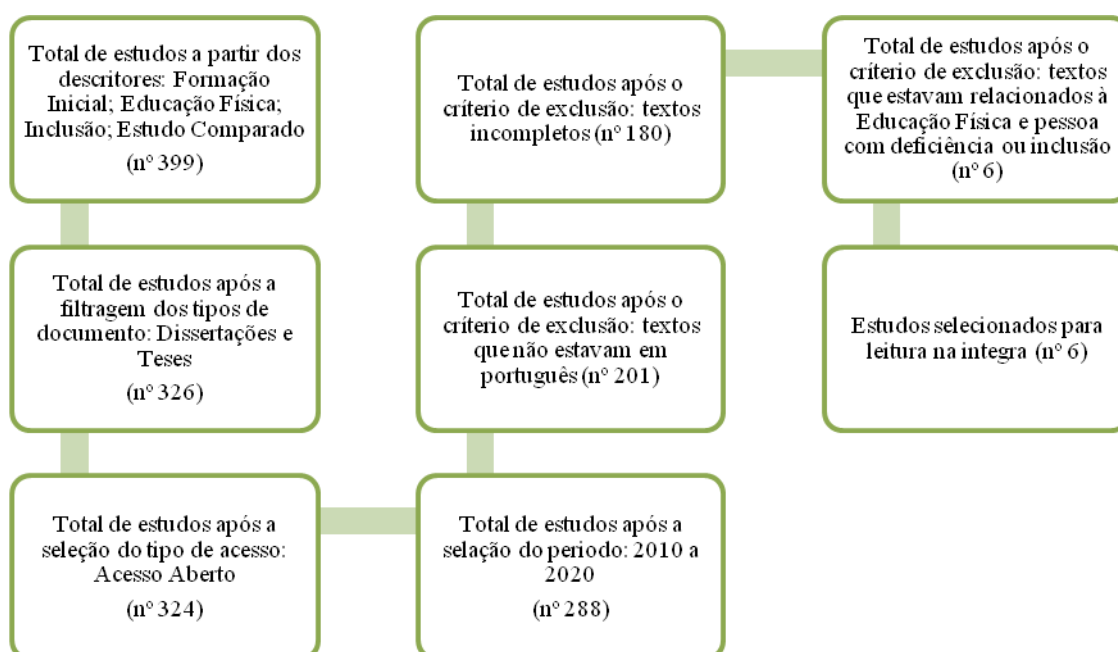 Total de estudos a partir dos
descritores: Formação
Inicial; Educação Física;
Inclusão; Estudo Comparado
(nº 399)
Total de estudos após a
filtragem dos tipos de
documento: Dissertações e
Teses
(nº 326)
Total de estudos após a
seleção do tipo de acesso:
Acesso Aberto
(nº 324)
Total de estudos após a
selação do periodo: 2010 a
2020
(nº 288)
Total de estudos após o
critério de exclusão: textos
que não estavam em
português (nº 201)
Total de estudos após o
critério de exclusão: textos
incompletos (nº 180)
Total de estudos após o
critério de exclusão: textos
que estavam relacionados à
Educação Física e pessoa
com deficiência ou inclusão
(nº 6)
Estudos selecionados para
leitura na integra (nº 6)